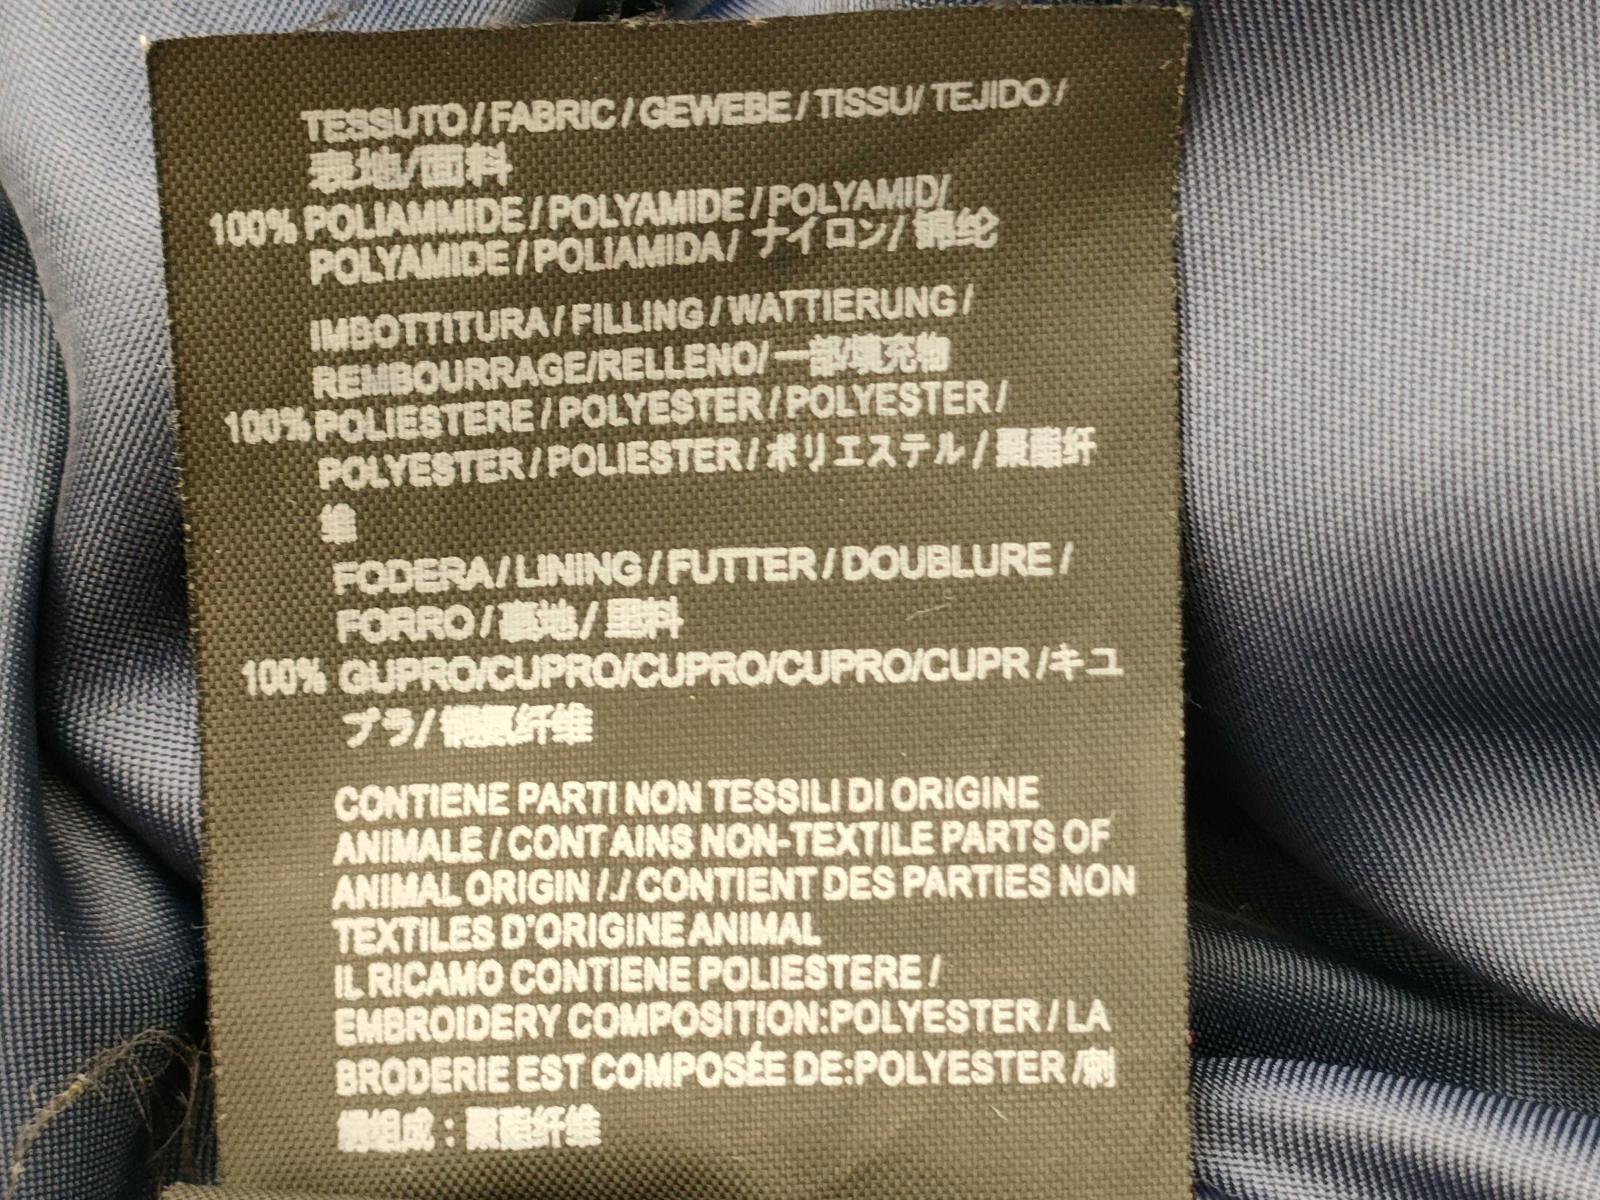 TESSUTO / FABRIC / GEWEBE / TISSU / TEJIDO /
表地/面料
100% POLIAMMIDE / POLYAMIDE / POLYAMID/
POLYAMIDE / POLIAMIDA/ ナイロン/ 锦纶
IMBOTTITURA / FILLING / WATTIERUNG /
REMBOURRAGE/RELLENO/ 一部/填充物
100% POLIESTERE / POLYESTER / POLYESTER /
POLYESTER / POLIESTER / ポリエステル / 聚酯纤
维
FODERA / LINING / FUTTER / DOUBLURE /
FORRO / 裏地 / 里料
100% GUPRO/CUPRO/CUPRO/CUPRO/CUPR /キユ
プラ/ 铜氨纤维
CONTIENE PARTI NON TESSILI DI ORIGINE
ANIMALE / CONTAINS NON-TEXTILE PARTS OF
ANIMAL ORIGIN /./ CONTIENT DES PARTIES NON
TEXTILES D'ORIGINE ANIMAL
IL RICAMO CONTIENE POLIESTERE /
EMBROIDERY COMPOSITION:POLYESTER / LA
BRODERIE EST COMPOSÉE DE:POLYESTER /刺
绣组成：聚酯纤维